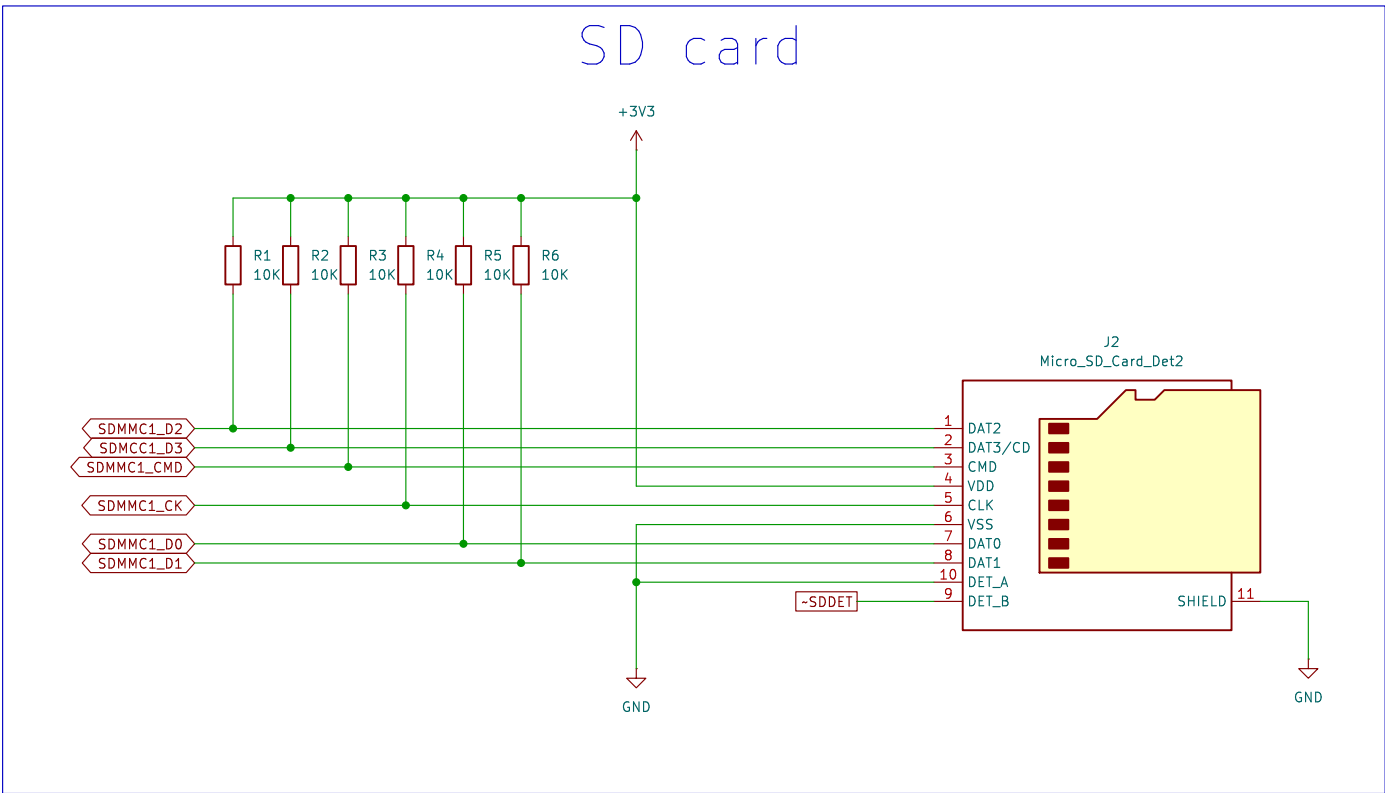 SD card
+3V3
R1
10K
R2
10K
R3
10K
R4
10K
R5
10K
R6
10K
J2
Micro_SD_Card_Det2
SDMMC1_D2
SDMCC1_D3
SDMMC1_CMD
SDMMC1_CK
SDMMC1_D0
SDMMC1_D1
1 DAT2
2 DAT3/CD
3 CMD
4 VDD
5 CLK
6 VSS
7 DAT0
8 DAT1
10 DET_A
~SDDET 9 DET_B
SHIELD 11
GND
GND